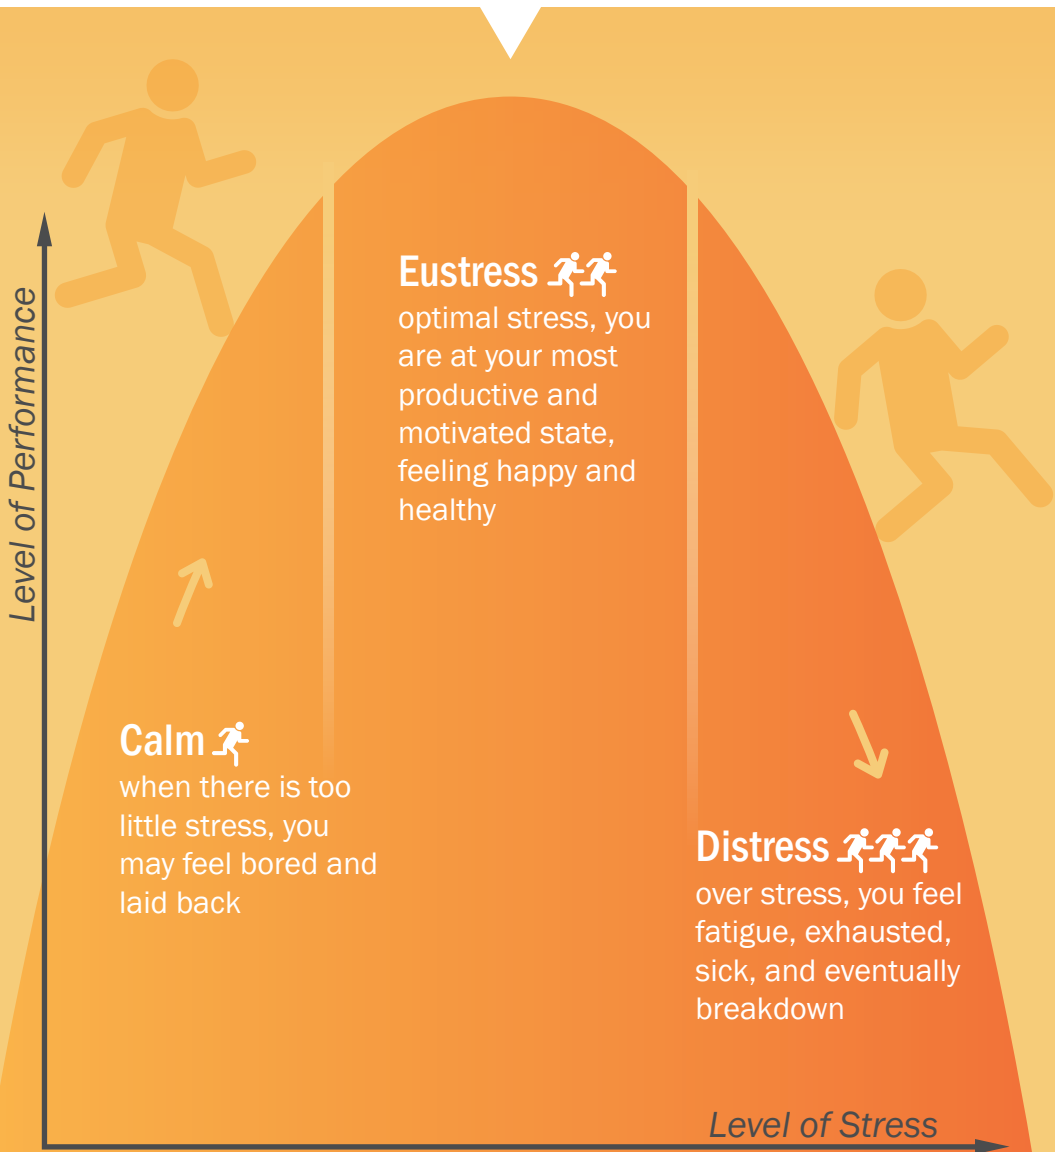 Level of Performance
Eustress
optimal stress, you
are at your most
productive and
motivated state,
feeling happy and
healthy
Calm
when there is too
little stress, you
may feel bored and
laid back
Distress
over stress, you feel
fatigue, exhausted,
sick, and eventually
breakdown
Level of Stress